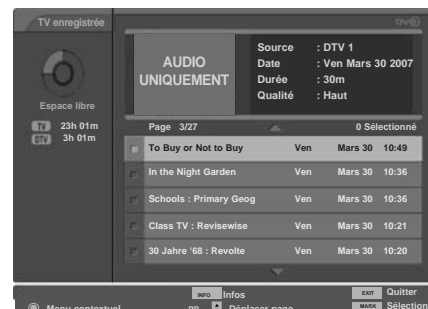 TV enregistrée
DVR
AUDIO UNIQUEMENT
Source : DTV 1
Date : Ven Mars 30 2007
Durée : 30m
Qualité : Haut
Espace libre
TV 23h 01m
DTV 3h 01m
Page 3/27 0 Sélectionné
To Buy or Not to Buy Ven Mars 30 10:49
In the Night Garden Ven Mars 30 10:36
Schools : Primary Geog Ven Mars 30 10:36
Class TV : Revisewise Ven Mars 30 10:21
30 Jahre ‘68 : Revolte Ven Mars 30 10:20
INFO Infos EXIT Quitter
Menu contextuel PR Déplacer page MARK Sélection